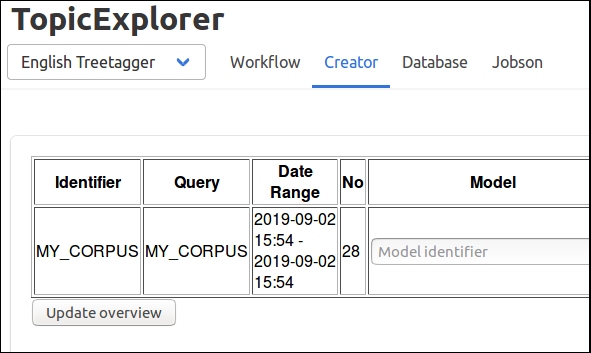 TopicExplorer
English Treetagger Workflow Creator Database Jobson
Identifier Query Date Range No Model
MY_CORPUS MY_CORPUS 2019-09-02 15:54 - 2019-09-02 15:54 28 Model identifier
Update overview